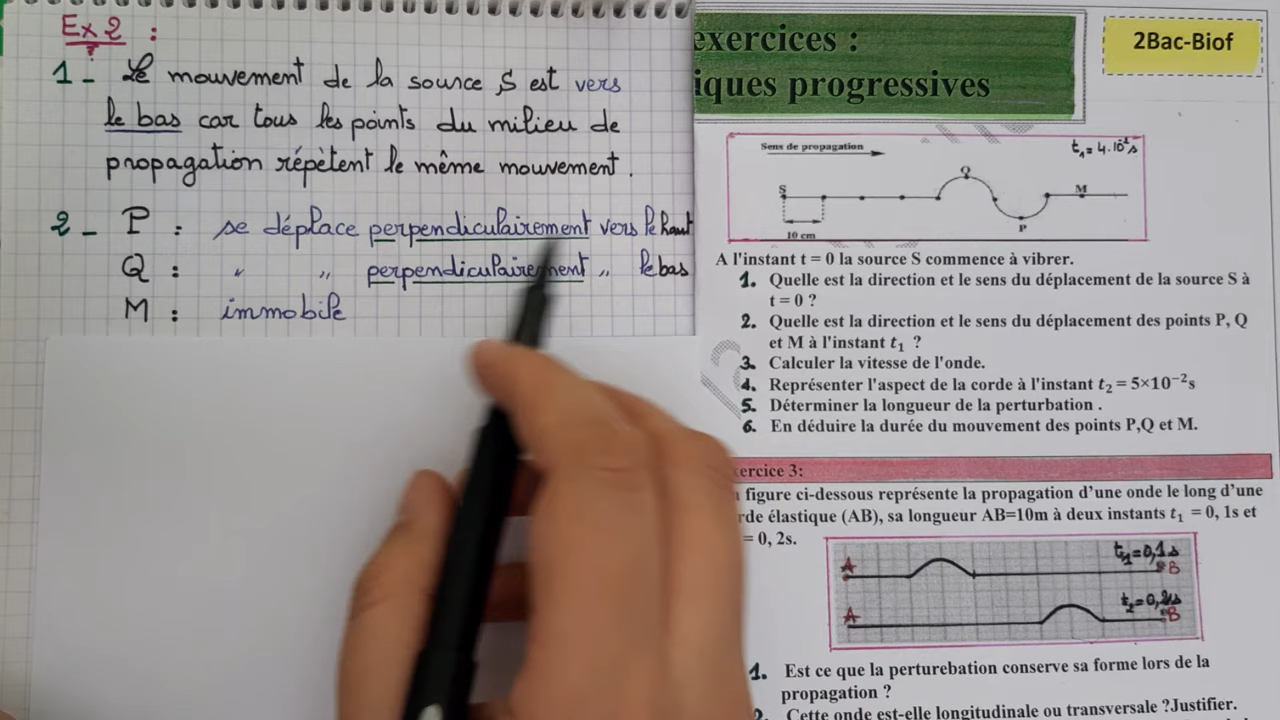 Ex 2 :
1 - Le mouvement de la source S est vers
le bas car tous les points du milieu de
propagation répètent le même mouvement.
2 - P : se déplace perpendiculairement vers le haut
Q : " " perpendiculairement " le bas
M : immobile
exercices :
iques progressives
2Bac-Biof
Sens de propagation
t₁ = 4.10⁻²s
S
Q
M
P
10 cm
A l'instant t = 0 la source S commence à vibrer.
1. Quelle est la direction et le sens du déplacement de la source S à
t = 0 ?
2. Quelle est la direction et le sens du déplacement des points P, Q
et M à l'instant t₁ ?
3. Calculer la vitesse de l'onde.
4. Représenter l'aspect de la corde à l'instant t₂ = 5×10⁻²s
5. Déterminer la longueur de la perturbation .
6. En déduire la durée du mouvement des points P,Q et M.
ercice 3:
figure ci-dessous représente la propagation d'une onde le long d'une
rde élastique (AB), sa longueur AB=10m à deux instants t₁ = 0, 1s et
= 0, 2s.
A
t₁=0,1s
B
A
t₂=0,2s
B
1. Est ce que la perturebation conserve sa forme lors de la
propagation ?
2. Cette onde est-elle longitudinale ou transversale ?Justifier.